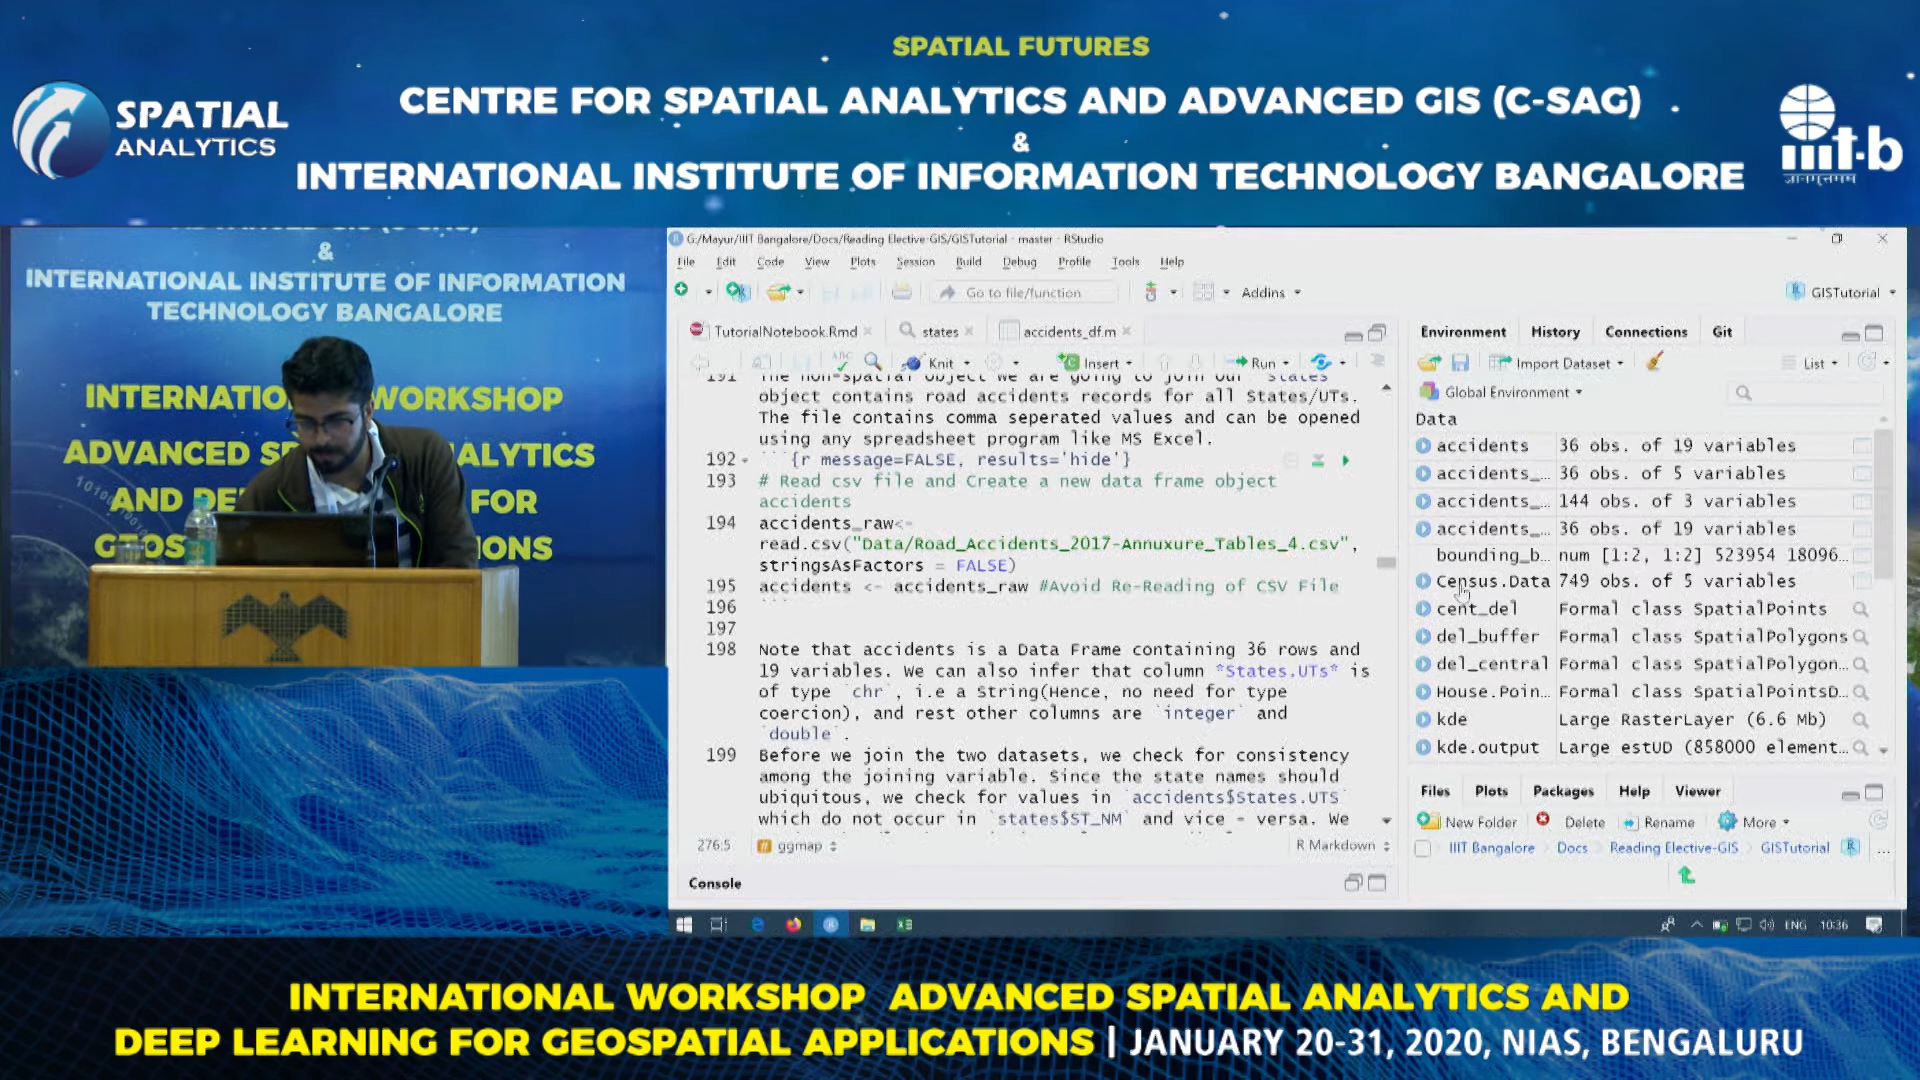 SPATIAL FUTURES
CENTRE FOR SPATIAL ANALYTICS AND ADVANCED GIS (C-SAG)
&
INTERNATIONAL INSTITUTE OF INFORMATION TECHNOLOGY BANGALORE
SPATIAL
ANALYTICS
iiit-b
ज्ञानमुत्तमम्
&
INTERNATIONAL INSTITUTE OF INFORMATION
TECHNOLOGY BANGALORE
G:/Mayur/IIIT Bangalore/Docs/Reading Elective-GIS/GISTutorial - master - RStudio
File Edit Code View Plots Session Build Debug Profile Tools Help
Go to file/function Addins GISTutorial
TutorialNotebook.Rmd states accidents_df.m
ABC Knit Insert Run
191 The non-spatial object we are going to join our `states`
object contains road accidents records for all States/UTs.
The file contains comma seperated values and can be opened
using any spreadsheet program like MS Excel.
192 ```{r message=FALSE, results='hide'}
193 # Read csv file and Create a new data frame object
accidents
194 accidents_raw<-
read.csv("Data/Road_Accidents_2017-Annuxure_Tables_4.csv",
stringsAsFactors = FALSE)
195 accidents <- accidents_raw #Avoid Re-Reading of CSV File
196 ```
197
198 Note that accidents is a Data Frame containing 36 rows and
19 variables. We can also infer that column *States.UTs* is
of type `chr`, i.e a String(Hence, no need for type
coercion), and rest other columns are `integer` and
`double`.
199 Before we join the two datasets, we check for consistency
among the joining variable. Since the state names should
ubiquitous, we check for values in `accidents$States.UTS`
which do not occur in `states$ST_NM` and vice - versa. We
276:5 ggmap R Markdown
Console
Environment History Connections Git
Import Dataset List
Global Environment
Data
accidents 36 obs. of 19 variables
accidents_… 36 obs. of 5 variables
accidents_… 144 obs. of 3 variables
accidents_… 36 obs. of 19 variables
bounding_b… num [1:2, 1:2] 523954 18096…
Census.Data 749 obs. of 5 variables
cent_del Formal class SpatialPoints
del_buffer Formal class SpatialPolygons
del_central Formal class SpatialPolygon…
House.Poin… Formal class SpatialPointsD…
kde Large RasterLayer (6.6 Mb)
kde.output Large estUD (858000 element…
Files Plots Packages Help Viewer
New Folder Delete Rename More
IIIT Bangalore Docs Reading Elective-GIS GISTutorial ...
ENG 10:36
INTERNATIONAL WORKSHOP ADVANCED SPATIAL ANALYTICS AND
DEEP LEARNING FOR GEOSPATIAL APPLICATIONS | JANUARY 20-31, 2020, NIAS, BENGALURU